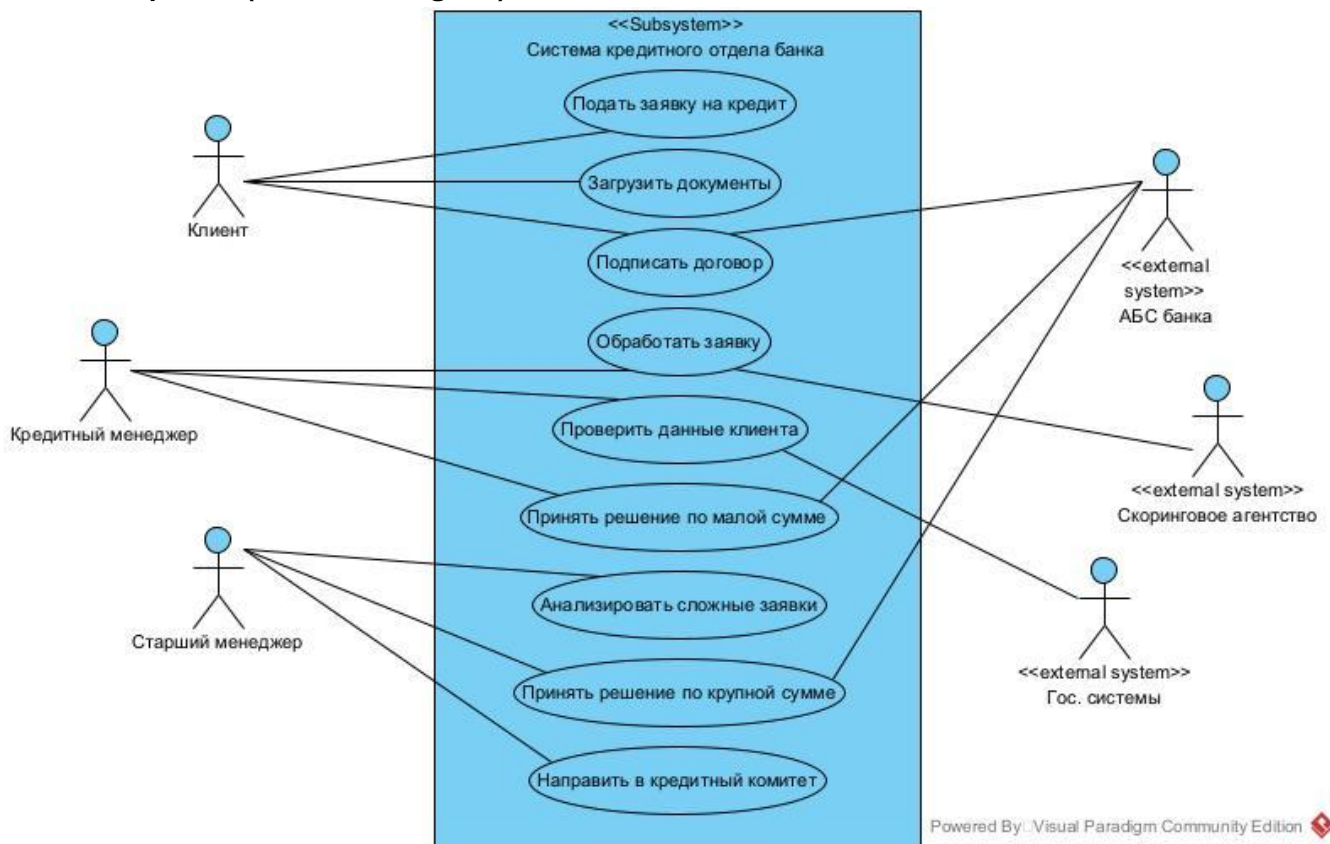 <<Subsystem>>
Система кредитного отдела банка
Подать заявку на кредит
Загрузить документы
Подписать договор
Обработать заявку
Проверить данные клиента
Принять решение по малой сумме
Анализировать сложные заявки
Принять решение по крупной сумме
Направить в кредитный комитет
Клиент
Кредитный менеджер
Старший менеджер
<<external
system>>
АБС банка
<<external system>>
Скоринговое агентство
<<external system>>
Гос. системы
Powered By Visual Paradigm Community Edition